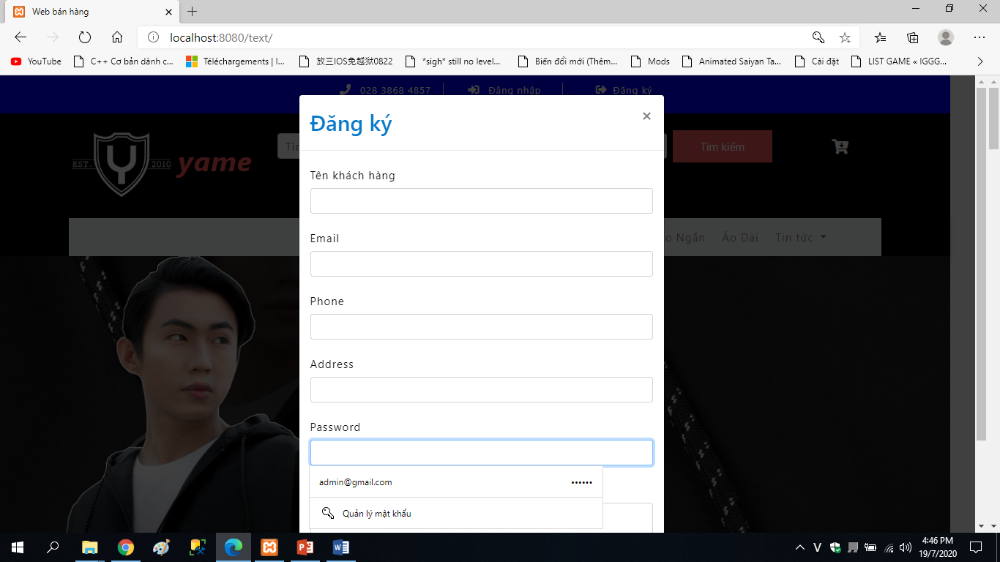 Web bán hàng
localhost:8080/text/
YouTube
C++ Cơ bản dành c...
Téléchargements | I...
放三IOS免越狱0822
*sigh* still no level...
Biến đổi mới (Thêm...
Mods
Animated Saiyan Ta...
Cài đặt
LIST GAME « IGGG...
028 3868 4857
Đăng nhập
Đăng ký
Đăng ký
×
EST.
Y
2010
yame
Tì
Tìm kiếm
o Ngắn
Áo Dài
Tin tức
Tên khách hàng
Email
Phone
Address
Password
admin@gmail.com ••••••
Quản lý mật khẩu
V
4:46 PM
19/7/2020